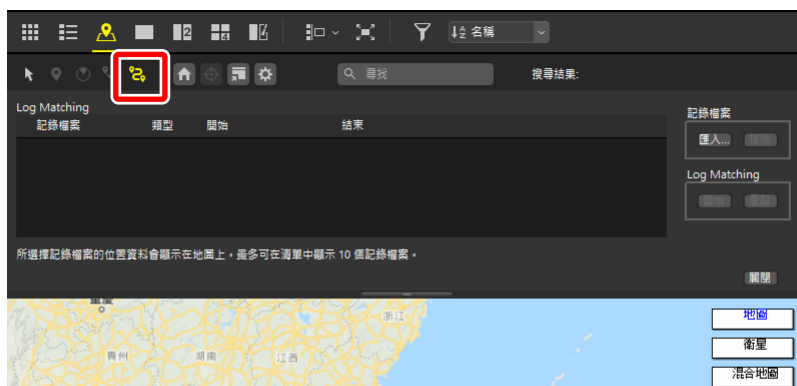 2
4
名稱
尋找
搜尋結果:
Log Matching
記錄檔案 類型 開始 結束
記錄檔案
匯入... 移除
Log Matching
開始 重設
所選擇記錄檔案的位置資料會顯示在地圖上。最多可在清單中顯示 10 個記錄檔案。
關閉
重慶
浙江
貴州
湖南
江西
地圖
衛星
混合地圖